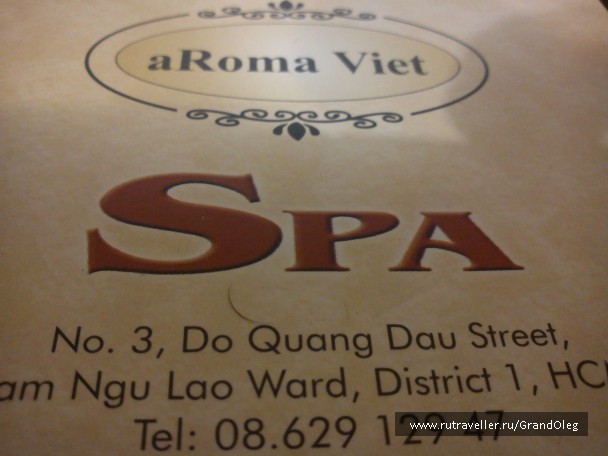 aRoma Viet
SPA
No. 3, Do Quang Dau Street,
am Ngu Lao Ward, District 1, HC
Tel: 08.629 129 47
www.rutraveller.ru/GrandOleg